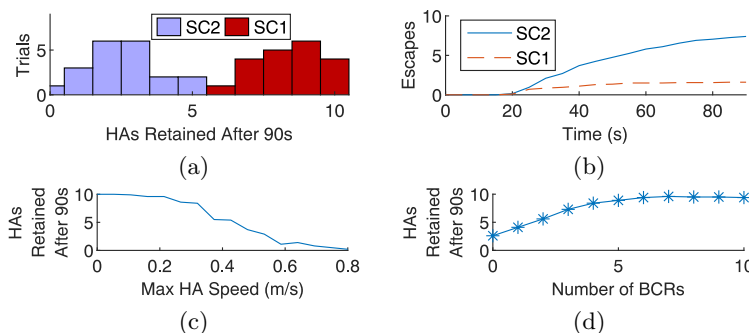 SC2 SC1
Trials
5
0
0 5 10
HAs Retained After 90s
(a)
10
5
0
Escapes
SC2
SC1
0 20 40 60 80
Time (s)
(b)
HAs
Retained
After 90s
10
5
0
0 0.2 0.4 0.6 0.8
Max HA Speed (m/s)
(c)
HAs
Retained
After 90s
10
5
0
0 5 10
Number of BCRs
(d)